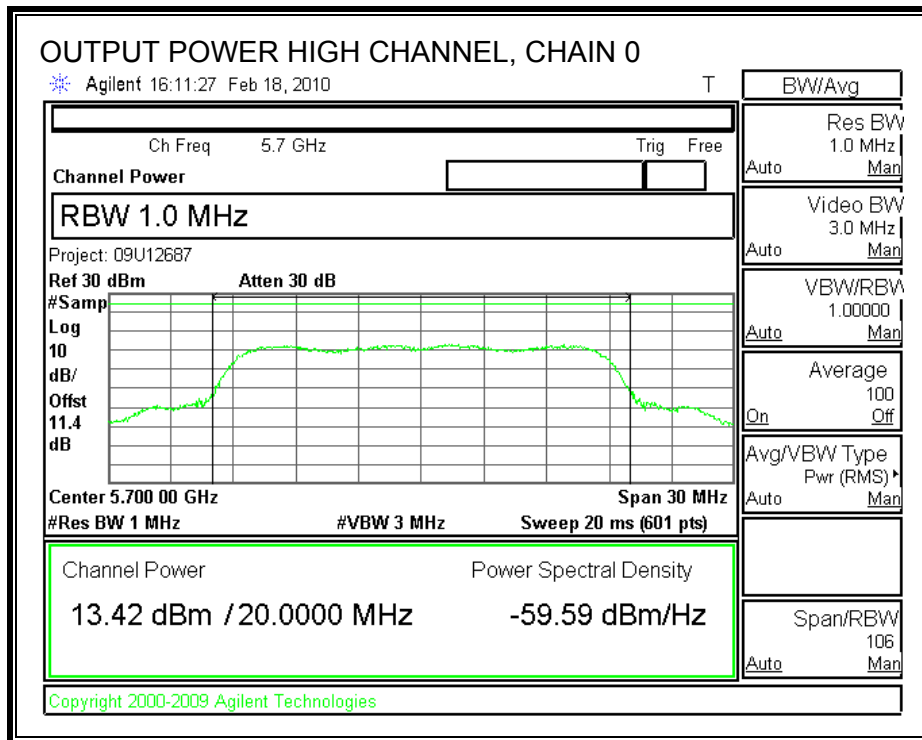 OUTPUT POWER HIGH CHANNEL, CHAIN 0
Agilent 16:11:27 Feb 18, 2010 T
Ch Freq 5.7 GHz Trig Free
Channel Power
RBW 1.0 MHz
Project: 09U12687
Ref 30 dBm Atten 30 dB
#Samp
Log
10
dB/
Offst
11.4
dB
Center 5.700 00 GHz Span 30 MHz
#Res BW 1 MHz #VBW 3 MHz Sweep 20 ms (601 pts)
Channel Power Power Spectral Density
13.42 dBm / 20.0000 MHz -59.59 dBm/Hz
Copyright 2000-2009 Agilent Technologies
BW/Avg
Res BW
1.0 MHz
Auto Man
Video BW
3.0 MHz
Auto Man
VBW/RBW
1.00000
Auto Man
Average
100
On Off
Avg/VBW Type
Pwr (RMS)
Auto Man
Span/RBW
106
Auto Man